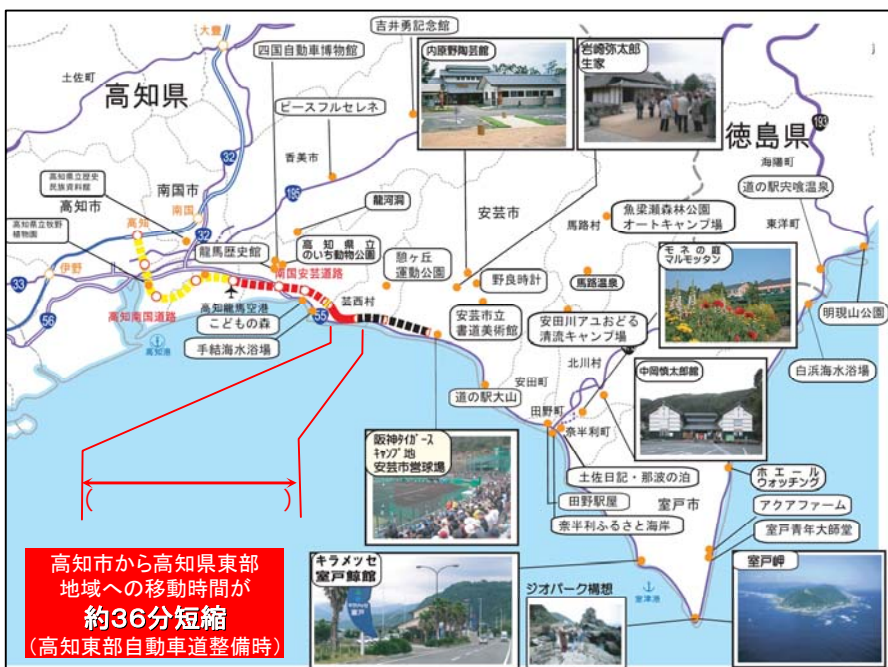 大豊
吉井勇記念館
四国自動車博物館
土佐町
高知県
内原野陶芸館
岩崎弥太郎
生家
193
徳島県
ピースフルセレネ
32
香美市
海陽町
高知県立歴史
民族資料館
南国市
195
道の駅宍喰温泉
高知市
南国
32
龍河洞
安芸市
馬路村
魚梁瀬森林公園
オートキャンプ場
東洋町
高知県立牧野
植物園
高知
龍馬歴史館
高知県立
のいち動物公園
憩ヶ丘
運動公園
モネの庭
マルモッタン
伊野
南国安芸道路
野良時計
馬路温泉
33
高知龍馬空港
芸西村
高知南国道路
こどもの森
55
安芸市立
書道美術館
安田川アユおどる
清流キャンプ場
明現山公園
56
高知港
手結海水浴場
北川村
白浜海水浴場
道の駅大山
安田町
中岡慎太郎館
田野町
奈半利町
阪神タイガース
キャンプ地
安芸市営球場
土佐日記・那波の泊
ホエール
ウォッチング
( )
田野駅屋
室戸市
アクアファーム
奈半利ふるさと海岸
室戸青年大師堂
高知市から高知県東部
地域への移動時間が
約36分短縮
(高知東部自動車道整備時)
キラメッセ
室戸鯨館
室戸
ジオパーク構想
室津港
室戸岬